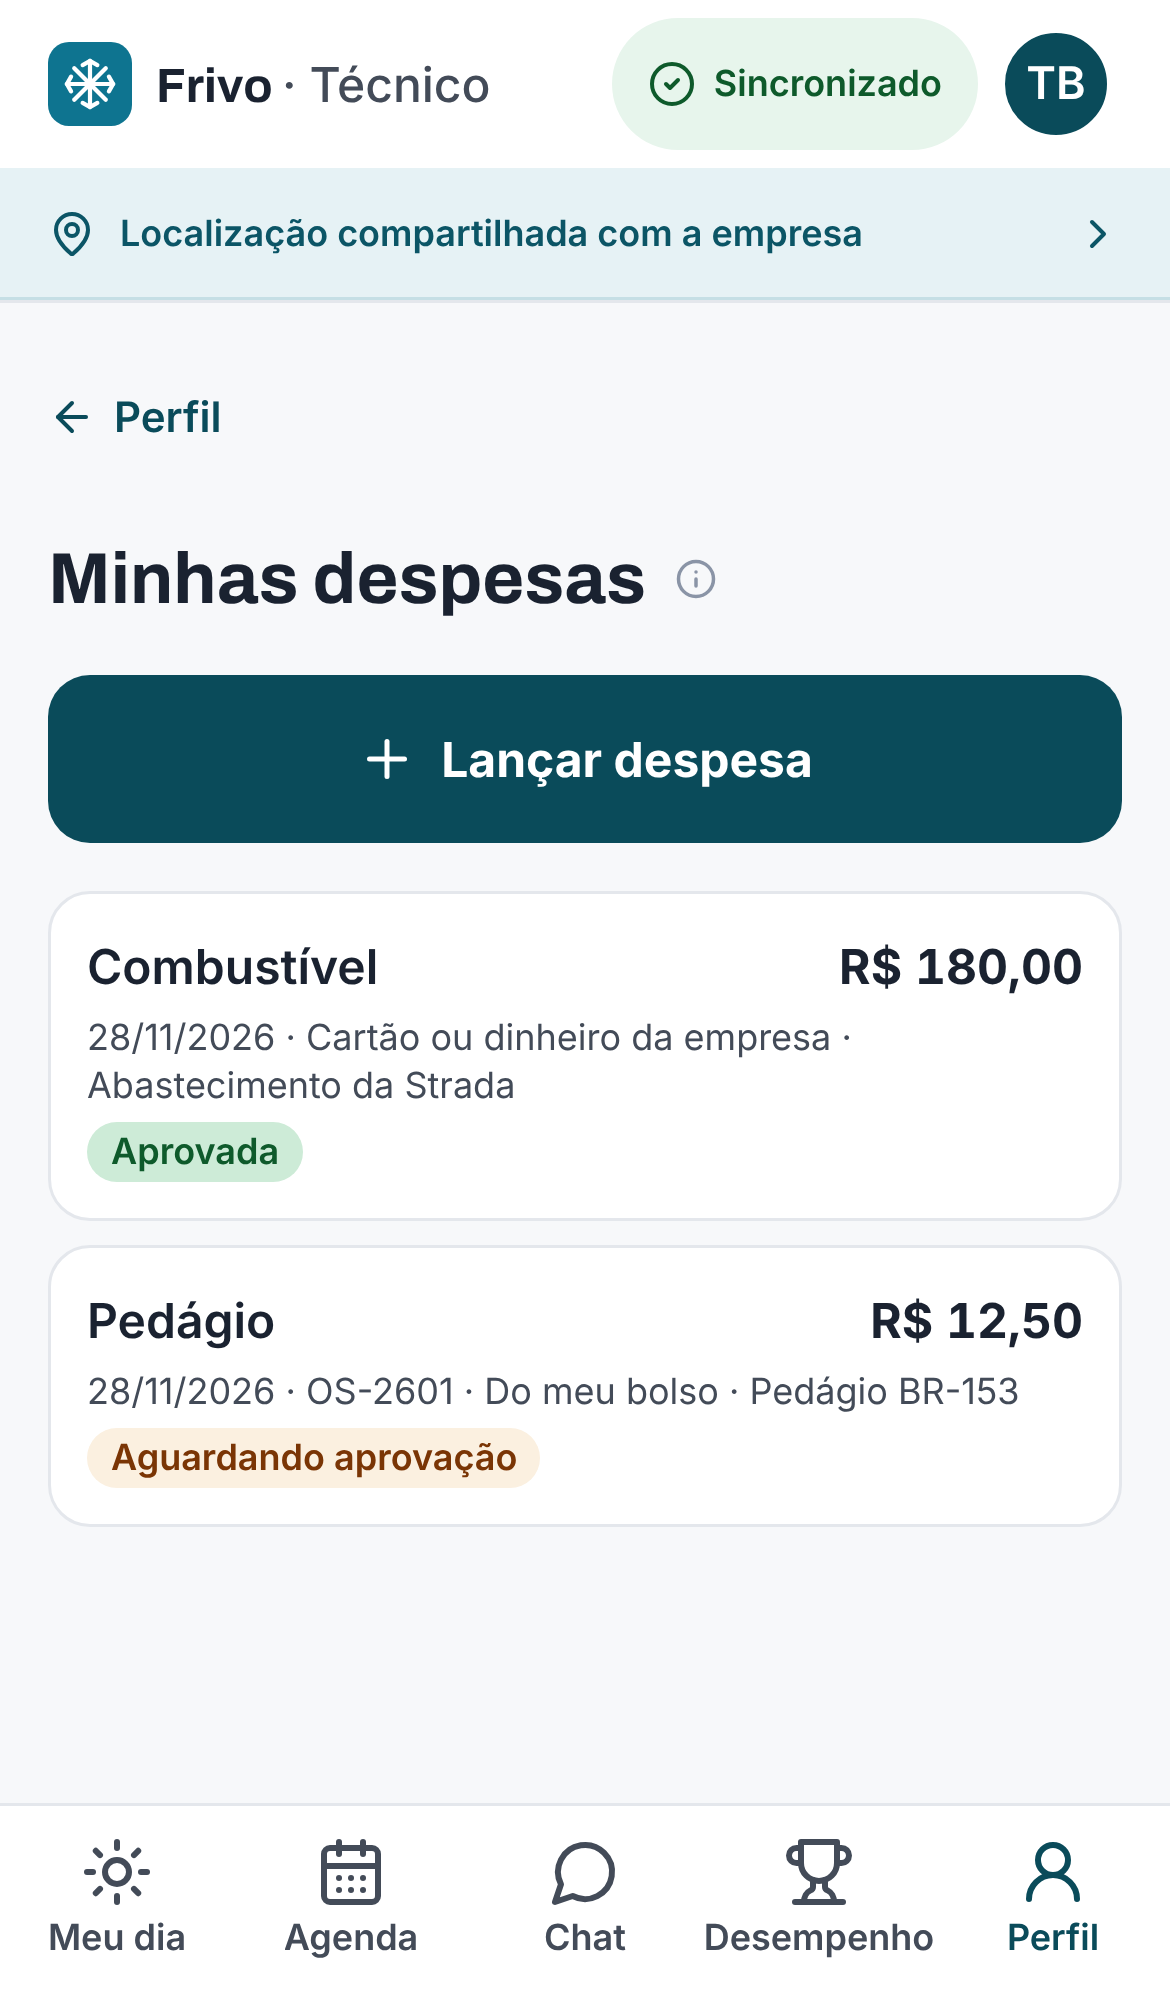 Frivo · Técnico
Sincronizado
TB
Localização compartilhada com a empresa
Perfil
Minhas despesas
Lançar despesa
Combustível
R$ 180,00
28/11/2026 · Cartão ou dinheiro da empresa ·
Abastecimento da Strada
Aprovada
Pedágio
R$ 12,50
28/11/2026 · OS-2601 · Do meu bolso · Pedágio BR-153
Aguardando aprovação
Meu dia
Agenda
Chat
Desempenho
Perfil